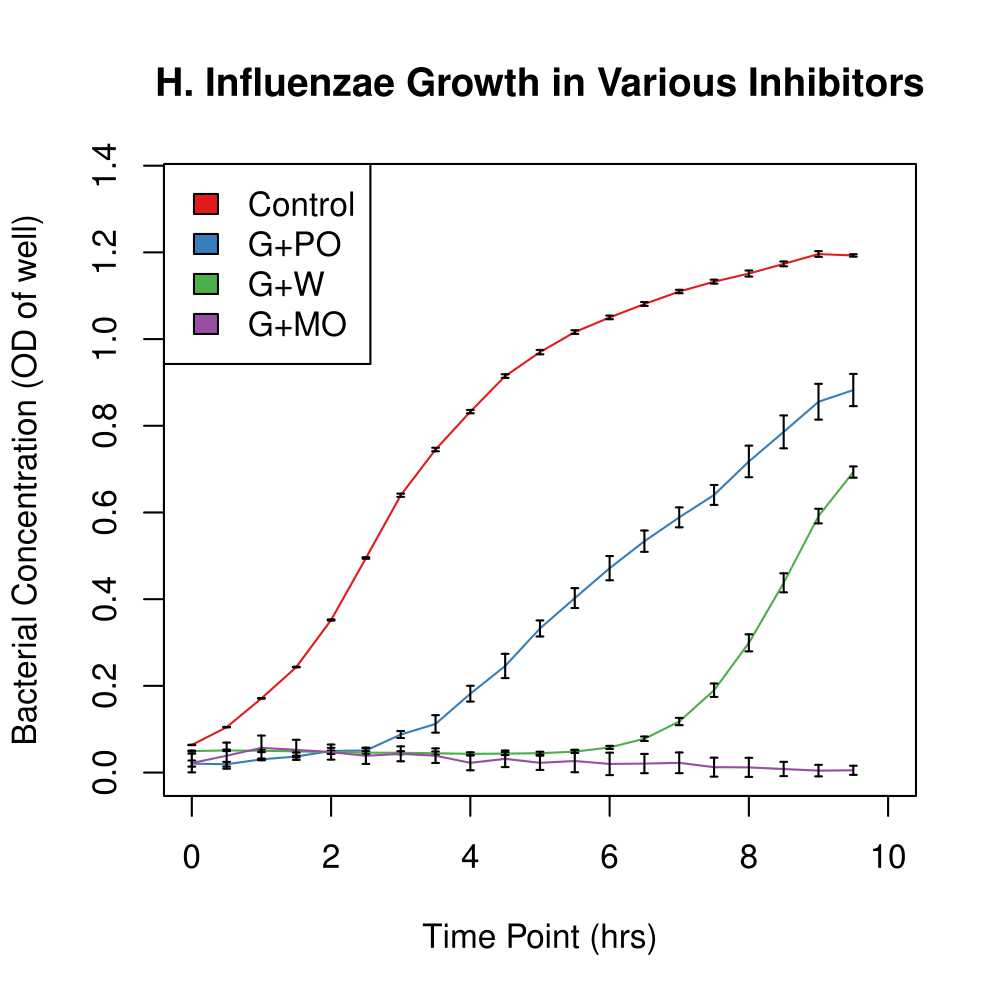 H. Influenzae Growth in Various Inhibitors
Control
G+PO
G+W
G+MO
Bacterial Concentration (OD of well)
0.0
0.2
0.4
0.6
0.8
1.0
1.2
1.4
0 2 4 6 8 10
Time Point (hrs)